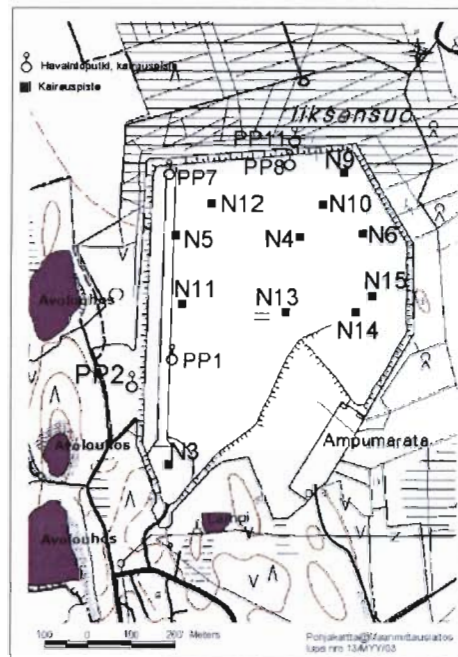 Havaintoputki, kairauspiste
Kairauspiste
Iiksensuo
PP11
PP7
PP8
N9
N12
N10
N5
N4
N6
Avolouhos
N11
N13
N15
N14
PP2
PP1
Avolouhos
Ampumarata
N3
Avolouhos
Lampi
100 0 100 200 Meters
Pohjakartta@Maanmittauslaitos
lupa nro 13/MYY/03